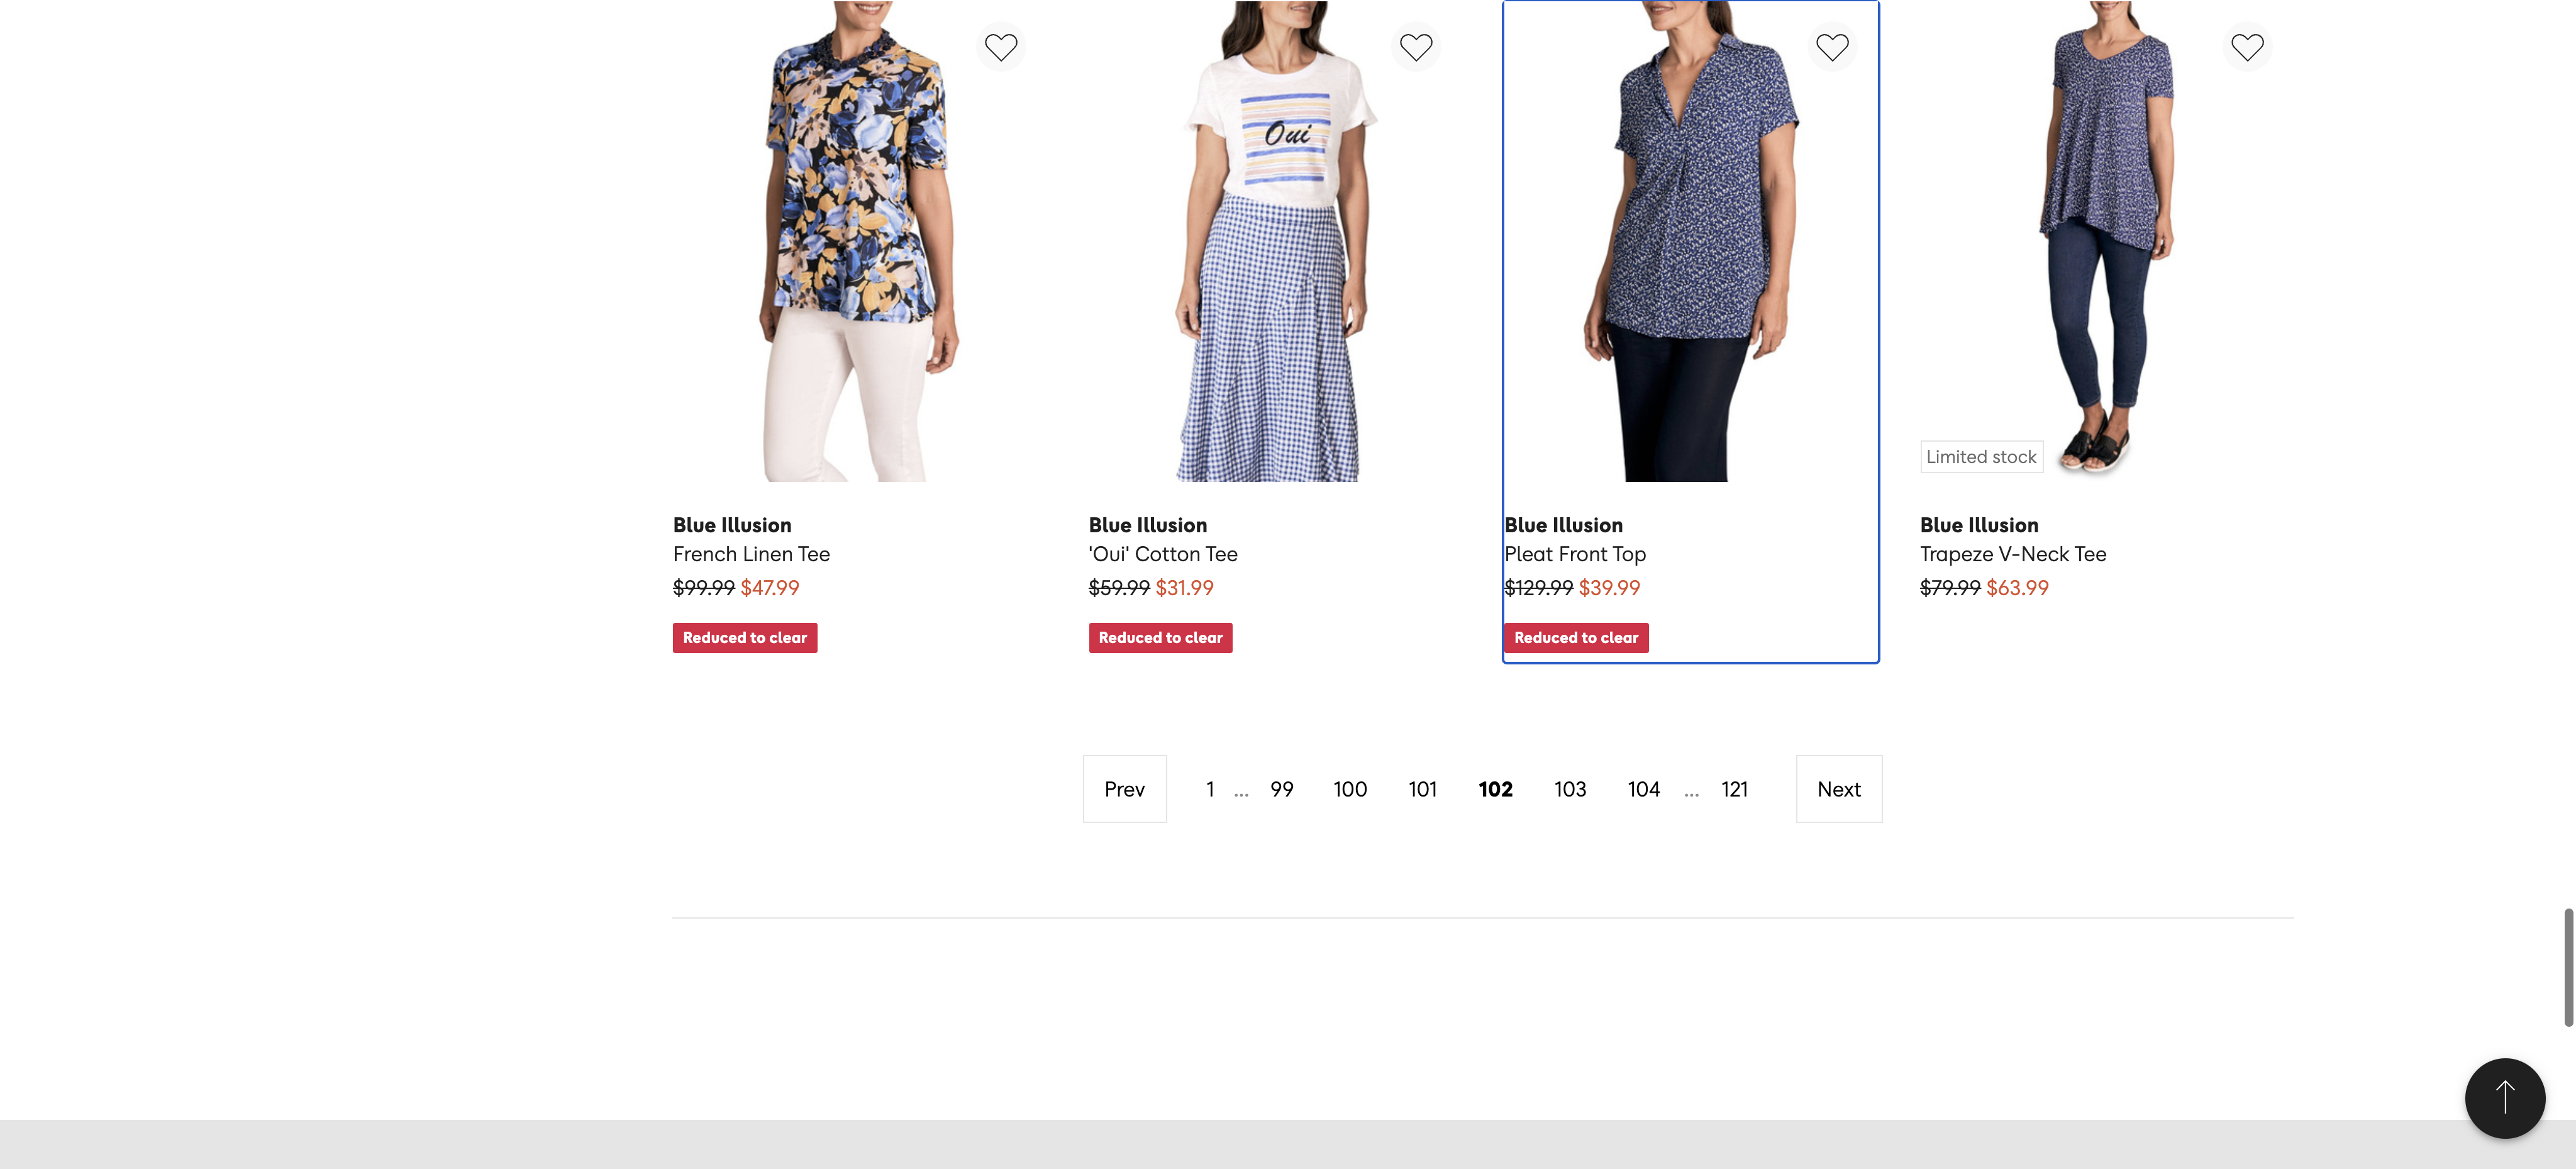 Oui
Limited stock
Blue Illusion
French Linen Tee
$99.99 $47.99
Reduced to clear
Blue Illusion
'Oui' Cotton Tee
$59.99 $31.99
Reduced to clear
Blue Illusion
Pleat Front Top
$129.99 $39.99
Reduced to clear
Blue Illusion
Trapeze V-Neck Tee
$79.99 $63.99
Prev 1 ... 99 100 101 102 103 104 ... 121 Next